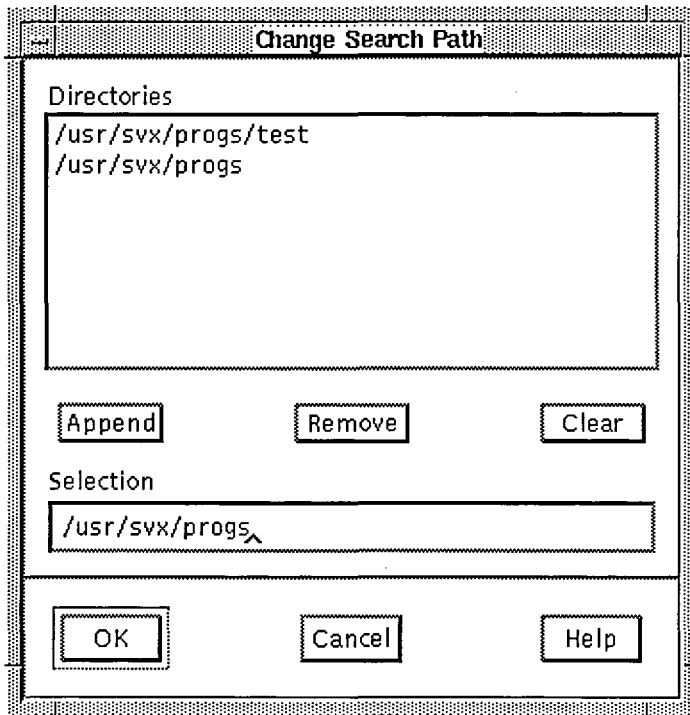 Change Search Path
Directories
/usr/svx/progs/test
/usr/svx/progs
Append Remove Clear
Selection
/usr/svx/progs
OK Cancel Help